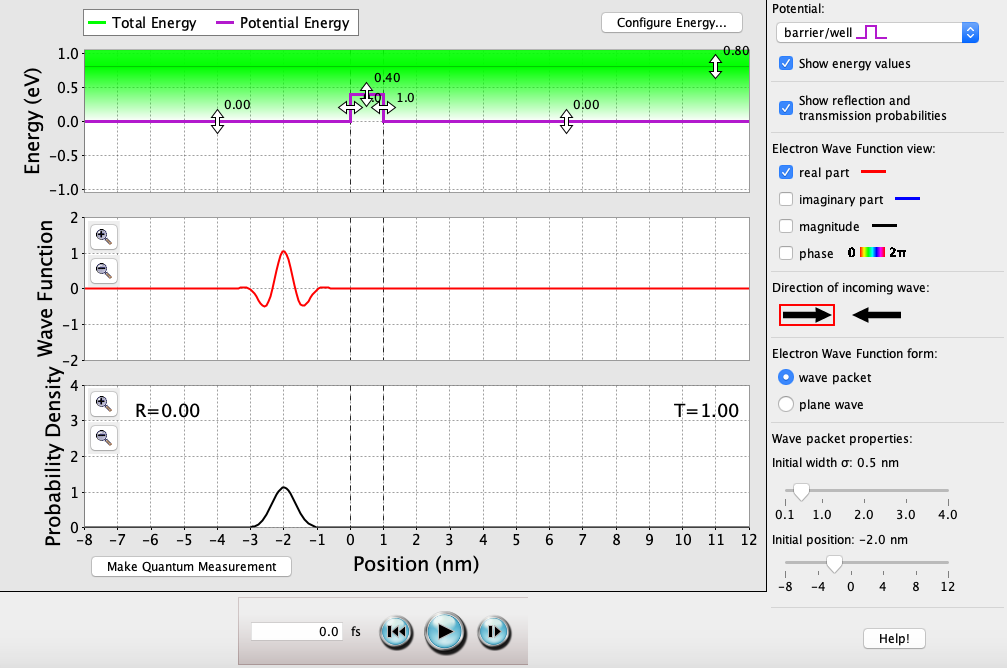 Total Energy Potential Energy
Configure Energy...
Energy (eV)
1.0
0.5
0.0
−0.5
−1.0
0.80
0.40
1.0
0.00
0.00
Wave Function
2
1
0
−1
−2
Probability Density
4
3
2
1
0
R=0.00
T=1.00
−8 −7 −6 −5 −4 −3 −2 −1 0 1 2 3 4 5 6 7 8 9 10 11 12
Position (nm)
Make Quantum Measurement
0.0 fs
Potential:
barrier/well
Show energy values
Show reflection and
transmission probabilities
Electron Wave Function view:
real part
imaginary part
magnitude
phase 0 2π
Direction of incoming wave:
Electron Wave Function form:
wave packet
plane wave
Wave packet properties:
Initial width σ: 0.5 nm
0.1 1.0 2.0 3.0 4.0
Initial position: -2.0 nm
-8 -4 0 4 8 12
Help!